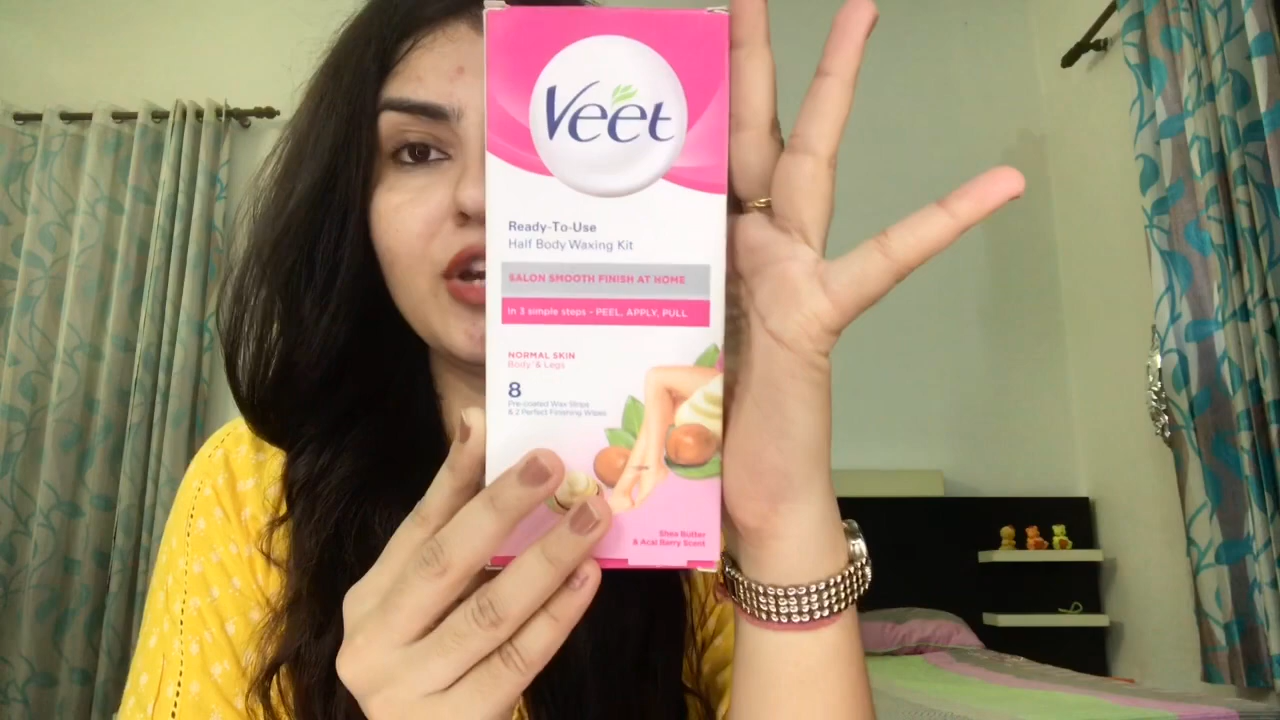 Veet
Ready-To-Use
Half Body Waxing Kit
SALON SMOOTH FINISH AT HOME
In 3 simple steps - PEEL, APPLY, PULL
NORMAL SKIN
Body & Legs
8
Pre-coated Wax Strips
& 2 Perfect Finishing Wipes
Shea Butter
& Acai Berry Scent